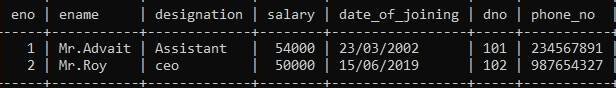 eno | ename | designation | salary | date_of_joining | dno | phone_no
1 | Mr.Advait | Assistant | 54000 | 23/03/2002 | 101 | 234567891
2 | Mr.Roy | ceo | 50000 | 15/06/2019 | 102 | 987654327